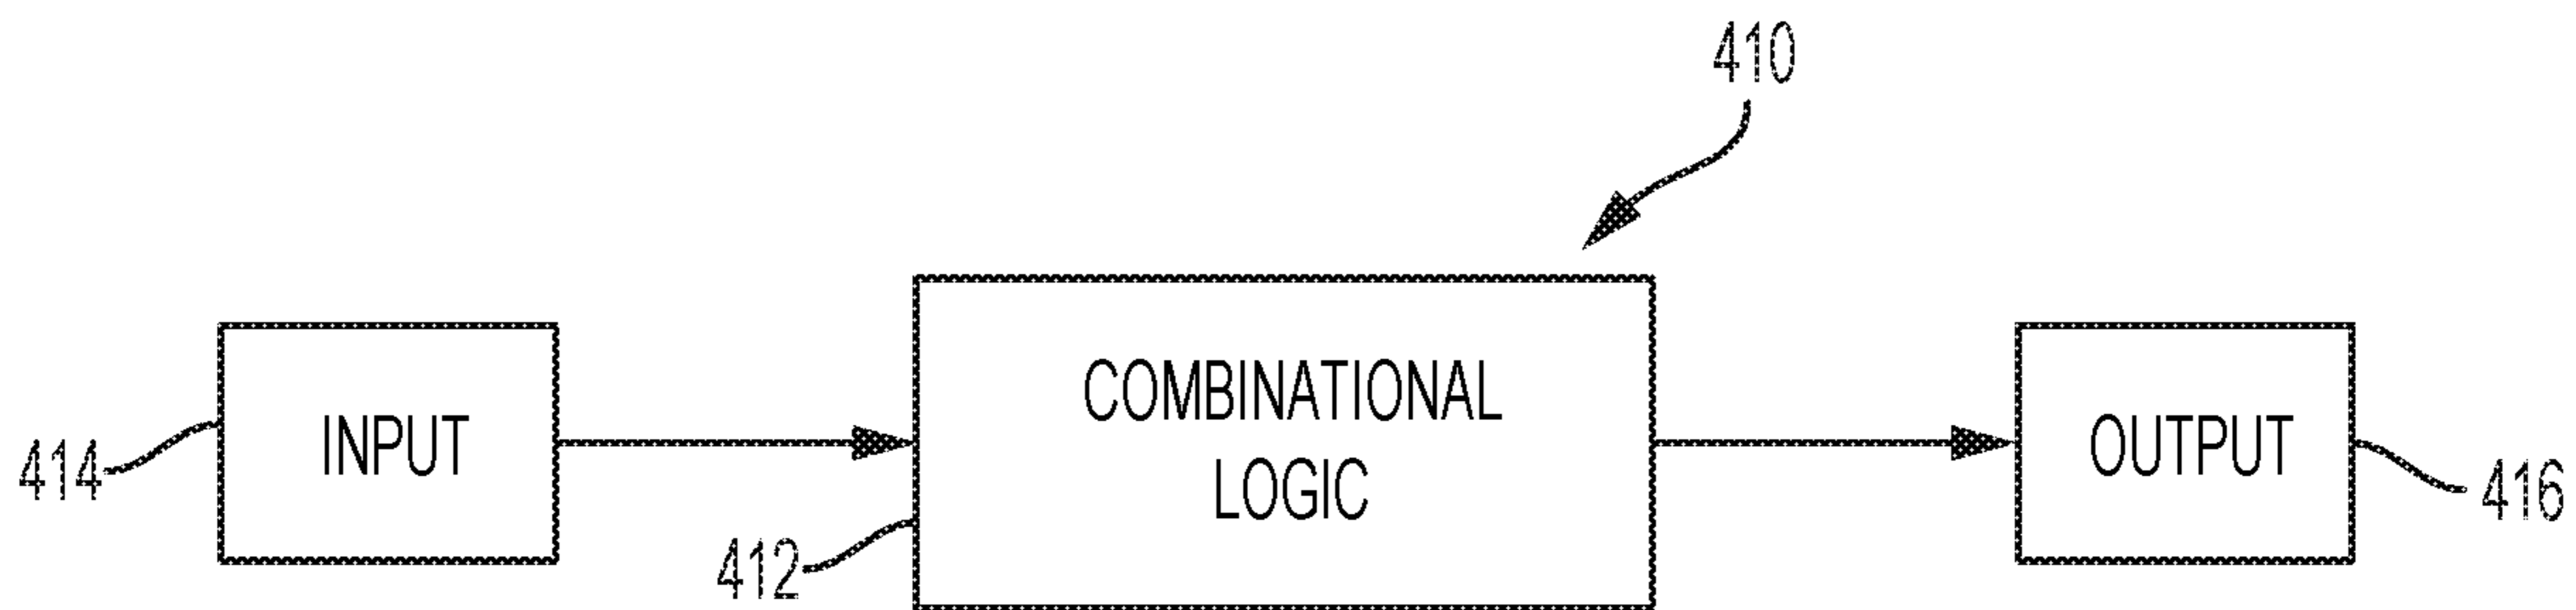 410
INPUT
COMBINATIONAL
LOGIC
OUTPUT
414
412
416